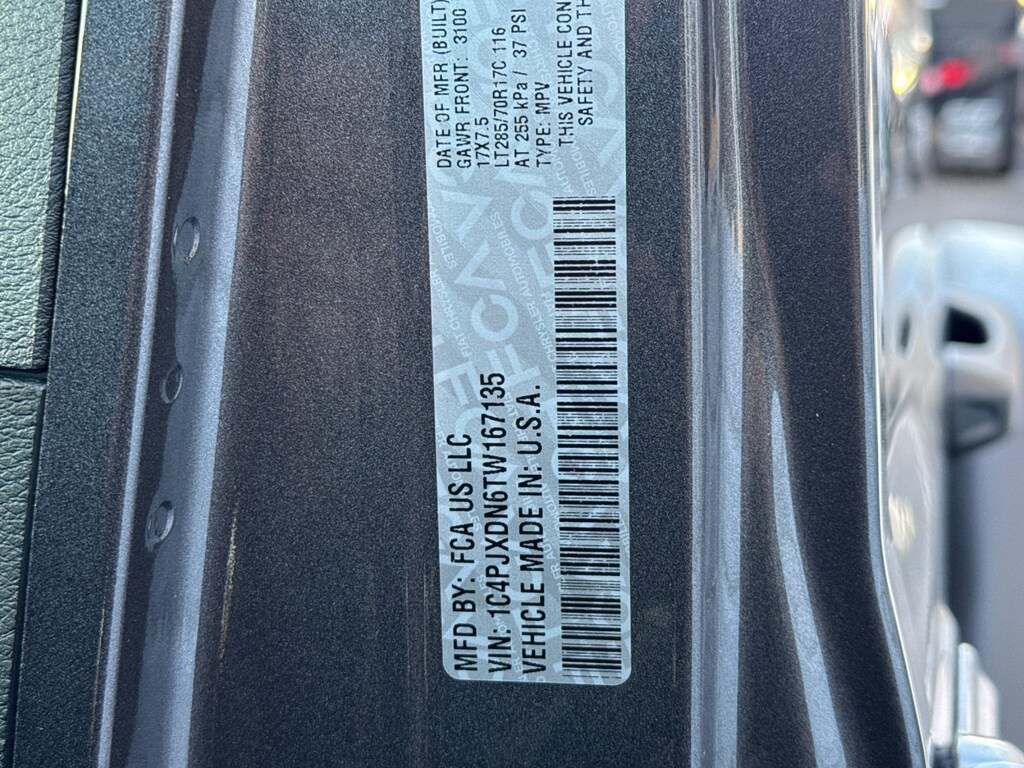 MFD BY: FCA US LLC
DATE OF MFR (BUILT)
VIN: 1C4PJXDN6TW167135
GAWR FRONT: 3100
VEHICLE MADE IN: U.S.A.
17X7.5
LT285/70R17C 116
AT 255 kPa / 37 PSI
TYPE: MPV
THIS VEHICLE CON
SAFETY AND TH